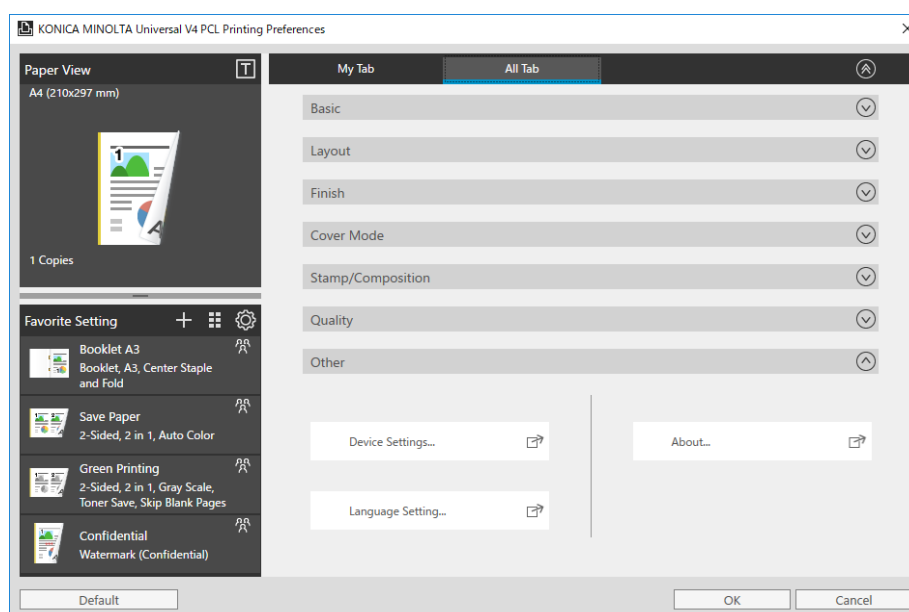 KONICA MINOLTA Universal V4 PCL Printing Preferences
Paper View
T
A4 (210x297 mm)
1
A
1 Copies
Favorite Setting
Booklet A3
Booklet, A3, Center Staple
and Fold
Save Paper
2-Sided, 2 in 1, Auto Color
Green Printing
2-Sided, 2 in 1, Gray Scale,
Toner Save, Skip Blank Pages
Confidential
Watermark (Confidential)
My Tab
All Tab
Basic
Layout
Finish
Cover Mode
Stamp/Composition
Quality
Other
Device Settings...
About...
Language Setting...
Default
OK
Cancel